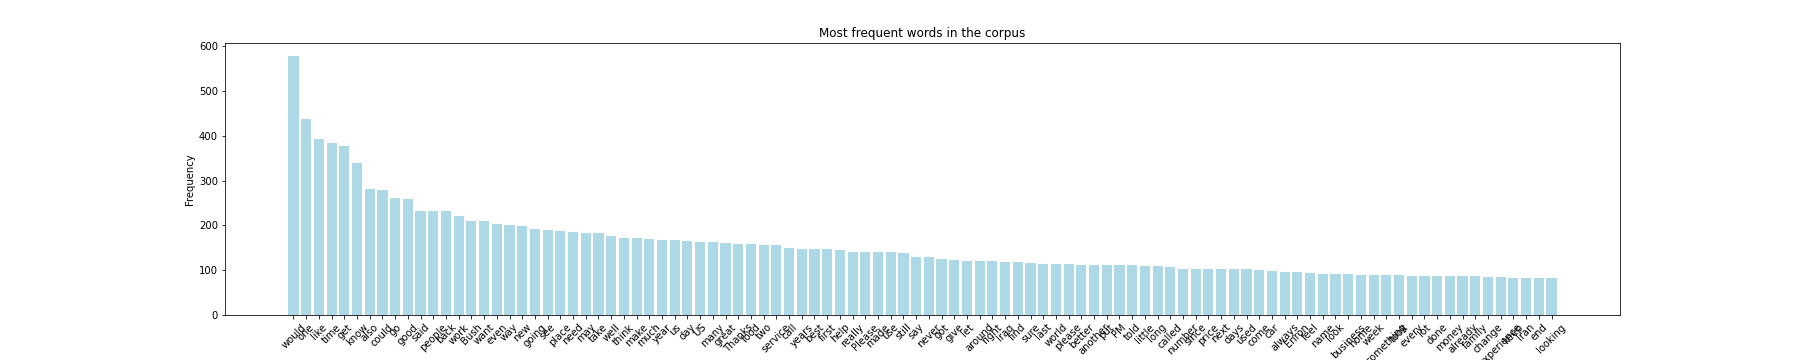 Most frequent words in the corpus
600
500
400
300
200
100
0
Frequency
would
one
like
time
get
know
also
could
go
good
said
people
back
work
Bush
want
even
way
new
going
see
place
need
may
take
well
think
make
much
year
us
day
US
many
great
Thanks
food
two
service
call
years
best
first
help
really
Please
made
use
still
say
never
got
give
let
around
right
Iraq
find
sure
last
world
please
better
another
put
PM
told
little
long
called
number
since
price
next
days
used
come
car
always
Enron
feel
name
look
business
home
week
every
lot
done
money
already
family
change
Iran
end
looking